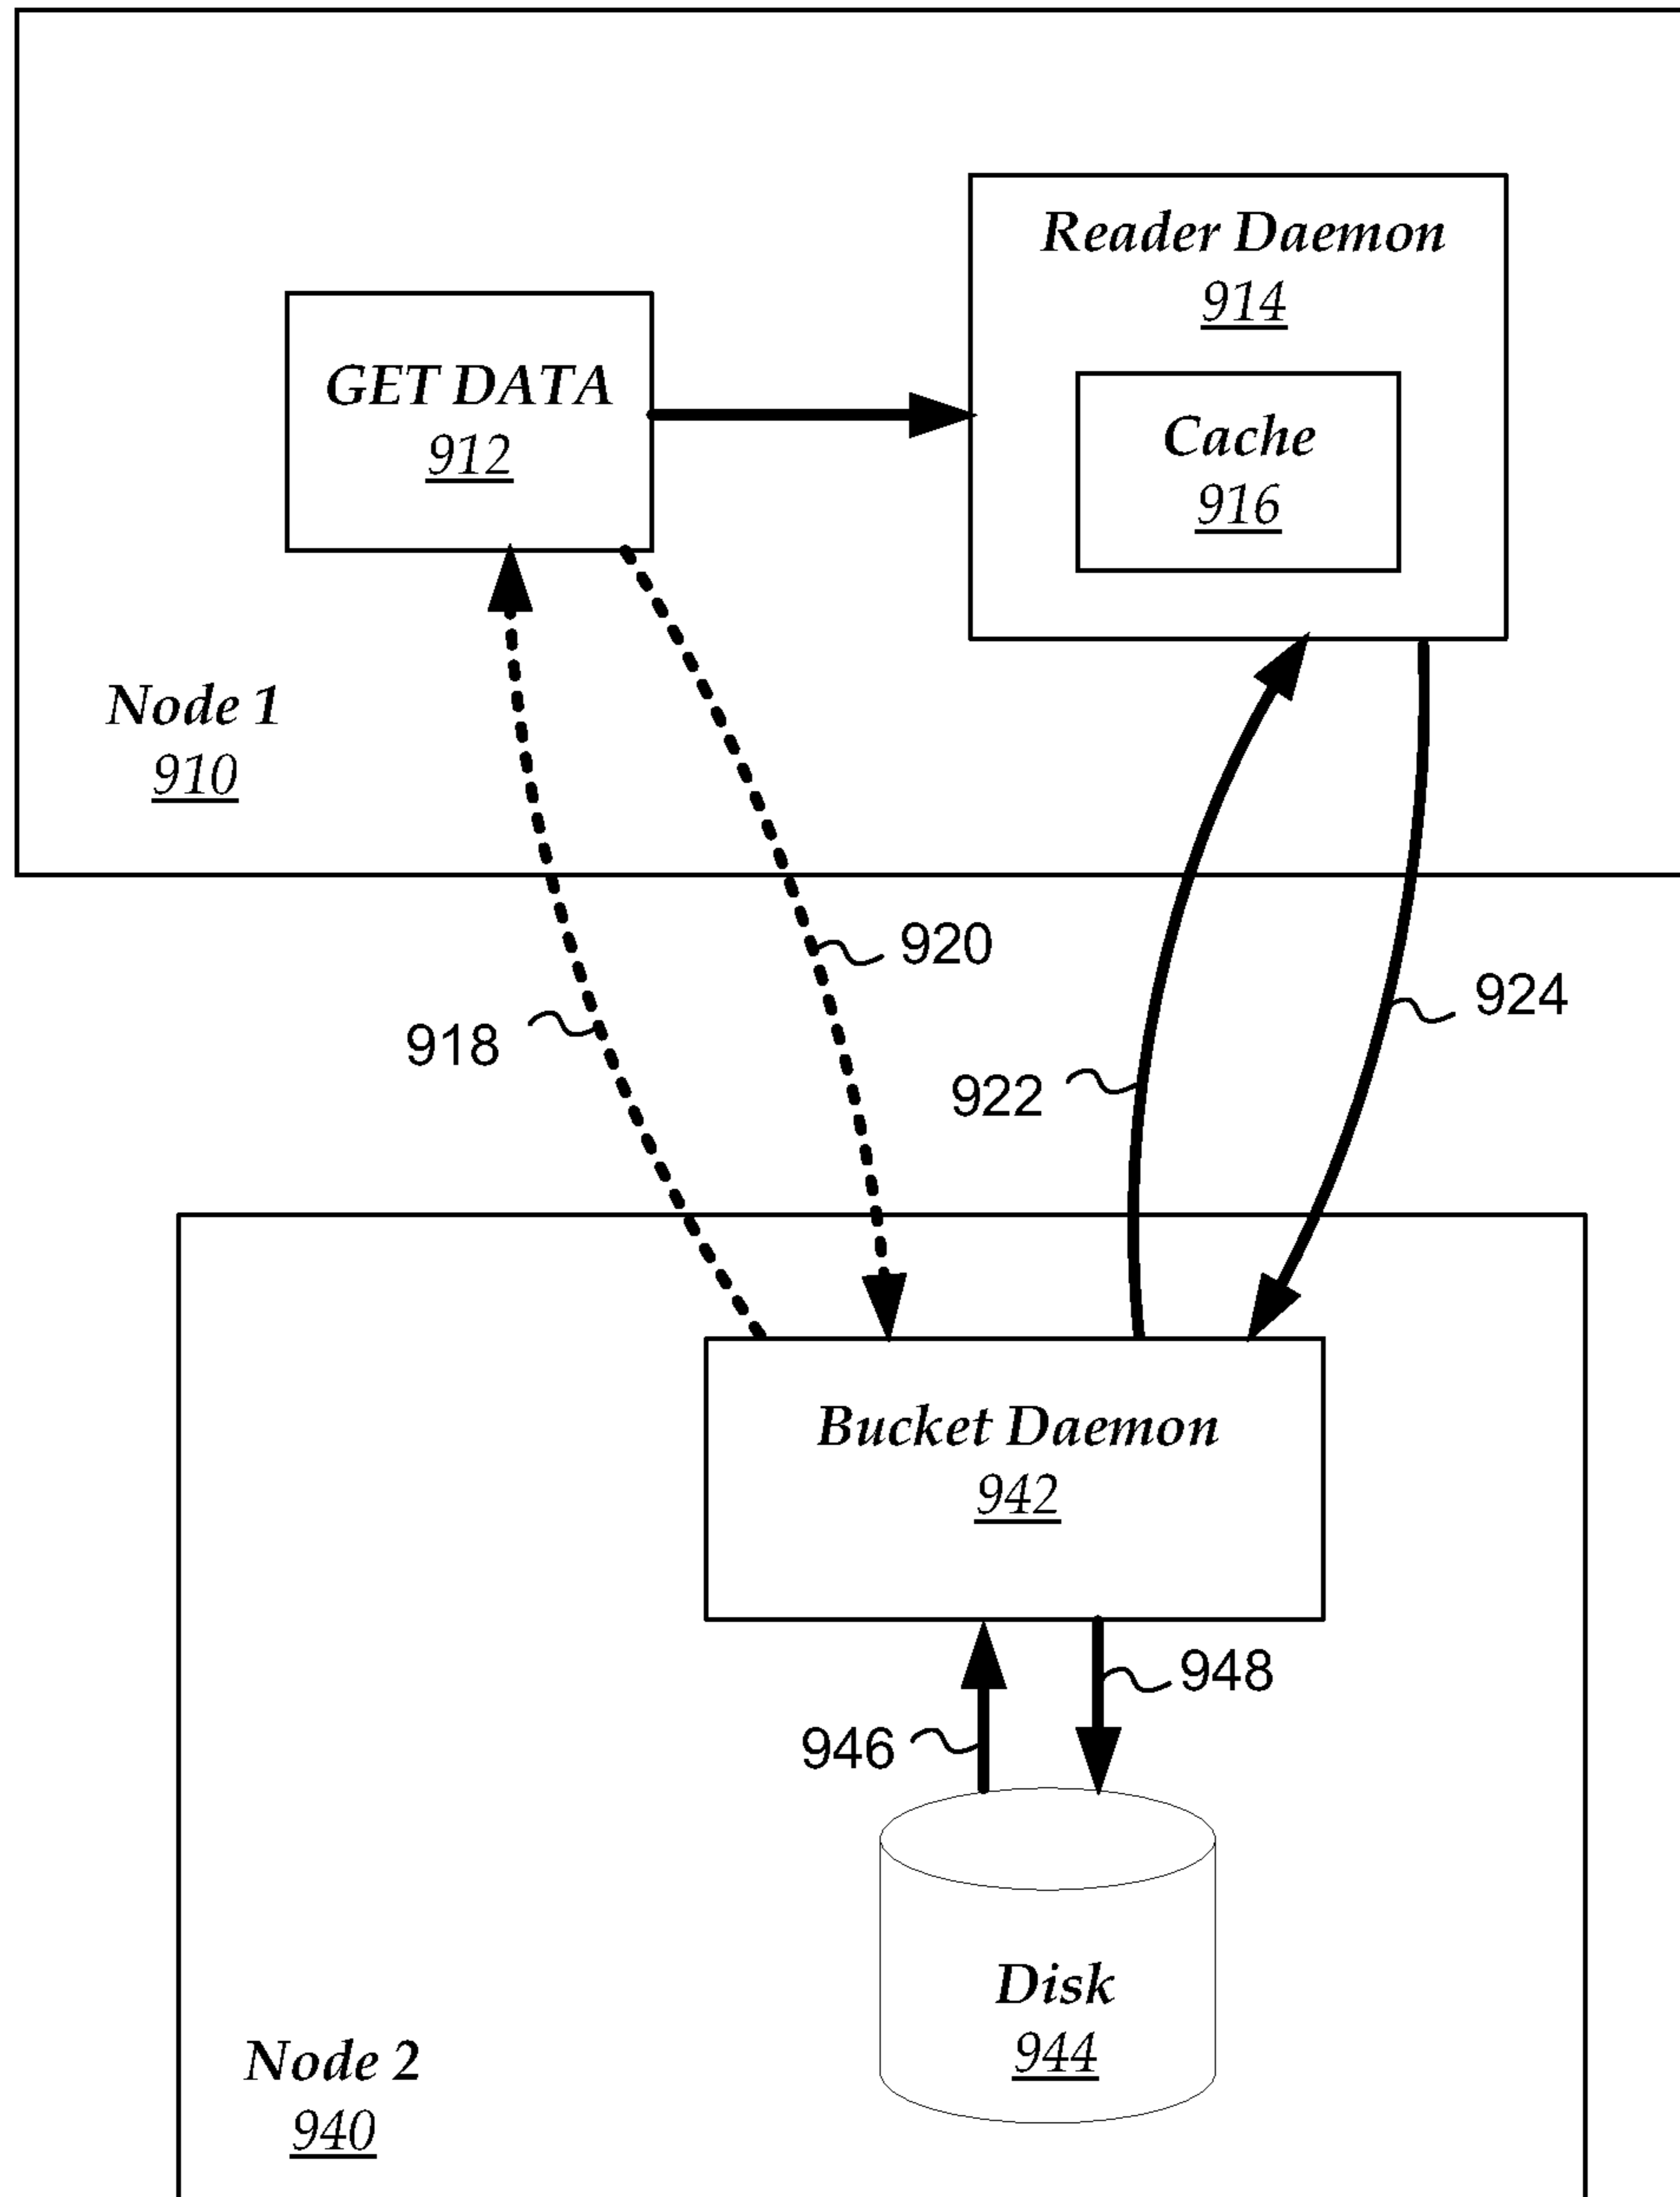 Reader Daemon
914
GET DATA
912
Cache
916
Node 1
910
920
918
924
922
Bucket Daemon
942
948
946
Disk
944
Node 2
940